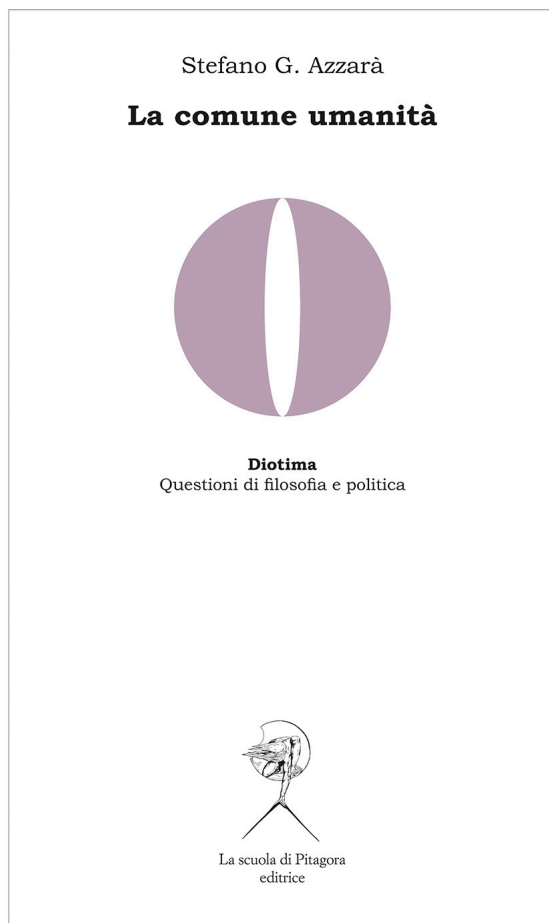 Stefano G. Azzarà
La comune umanità
Diotima
Questioni di filosofia e politica
La scuola di Pitagora
editrice